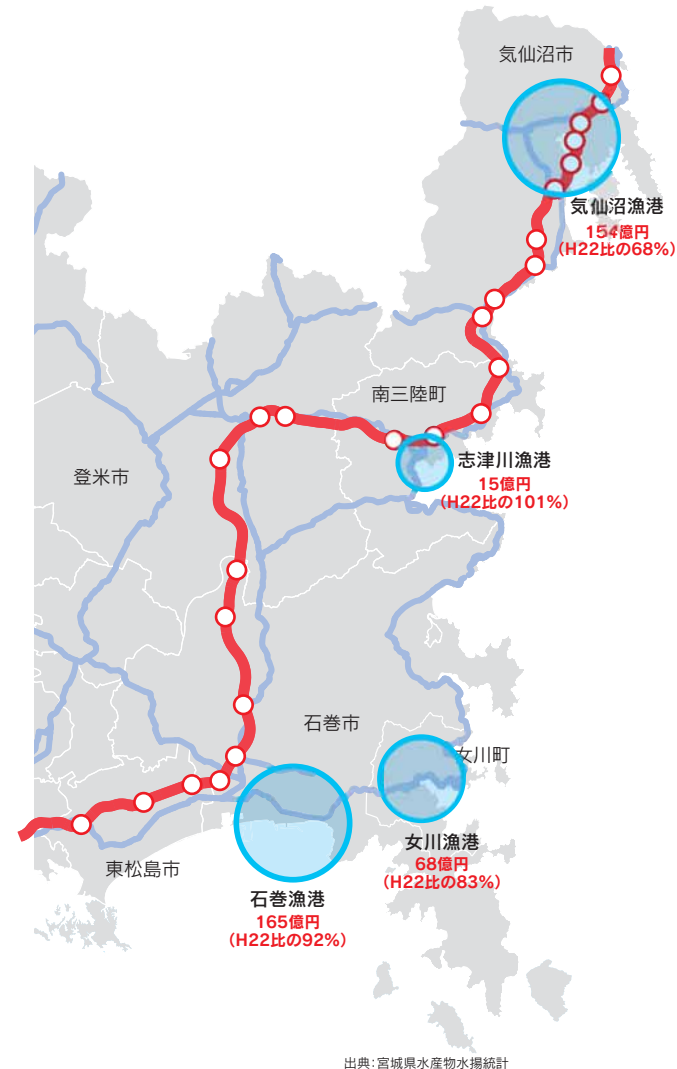 気仙沼市
気仙沼漁港
154億円
(H22比の68%)
南三陸町
志津川漁港
15億円
(H22比の101%)
登米市
石巻市
女川町
女川漁港
68億円
(H22比の83%)
東松島市
石巻漁港
165億円
(H22比の92%)
出典:宮城県水産物水揚統計